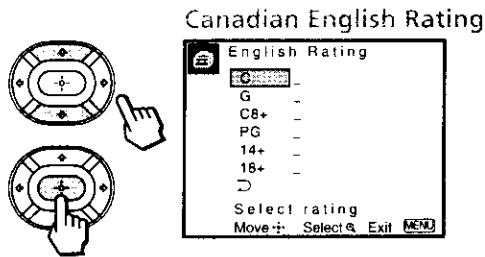 Canadian English Rating
English Rating
C _
G _
C8+ _
PG _
14+ _
18+ _
Select rating
Move Select Exit MENU